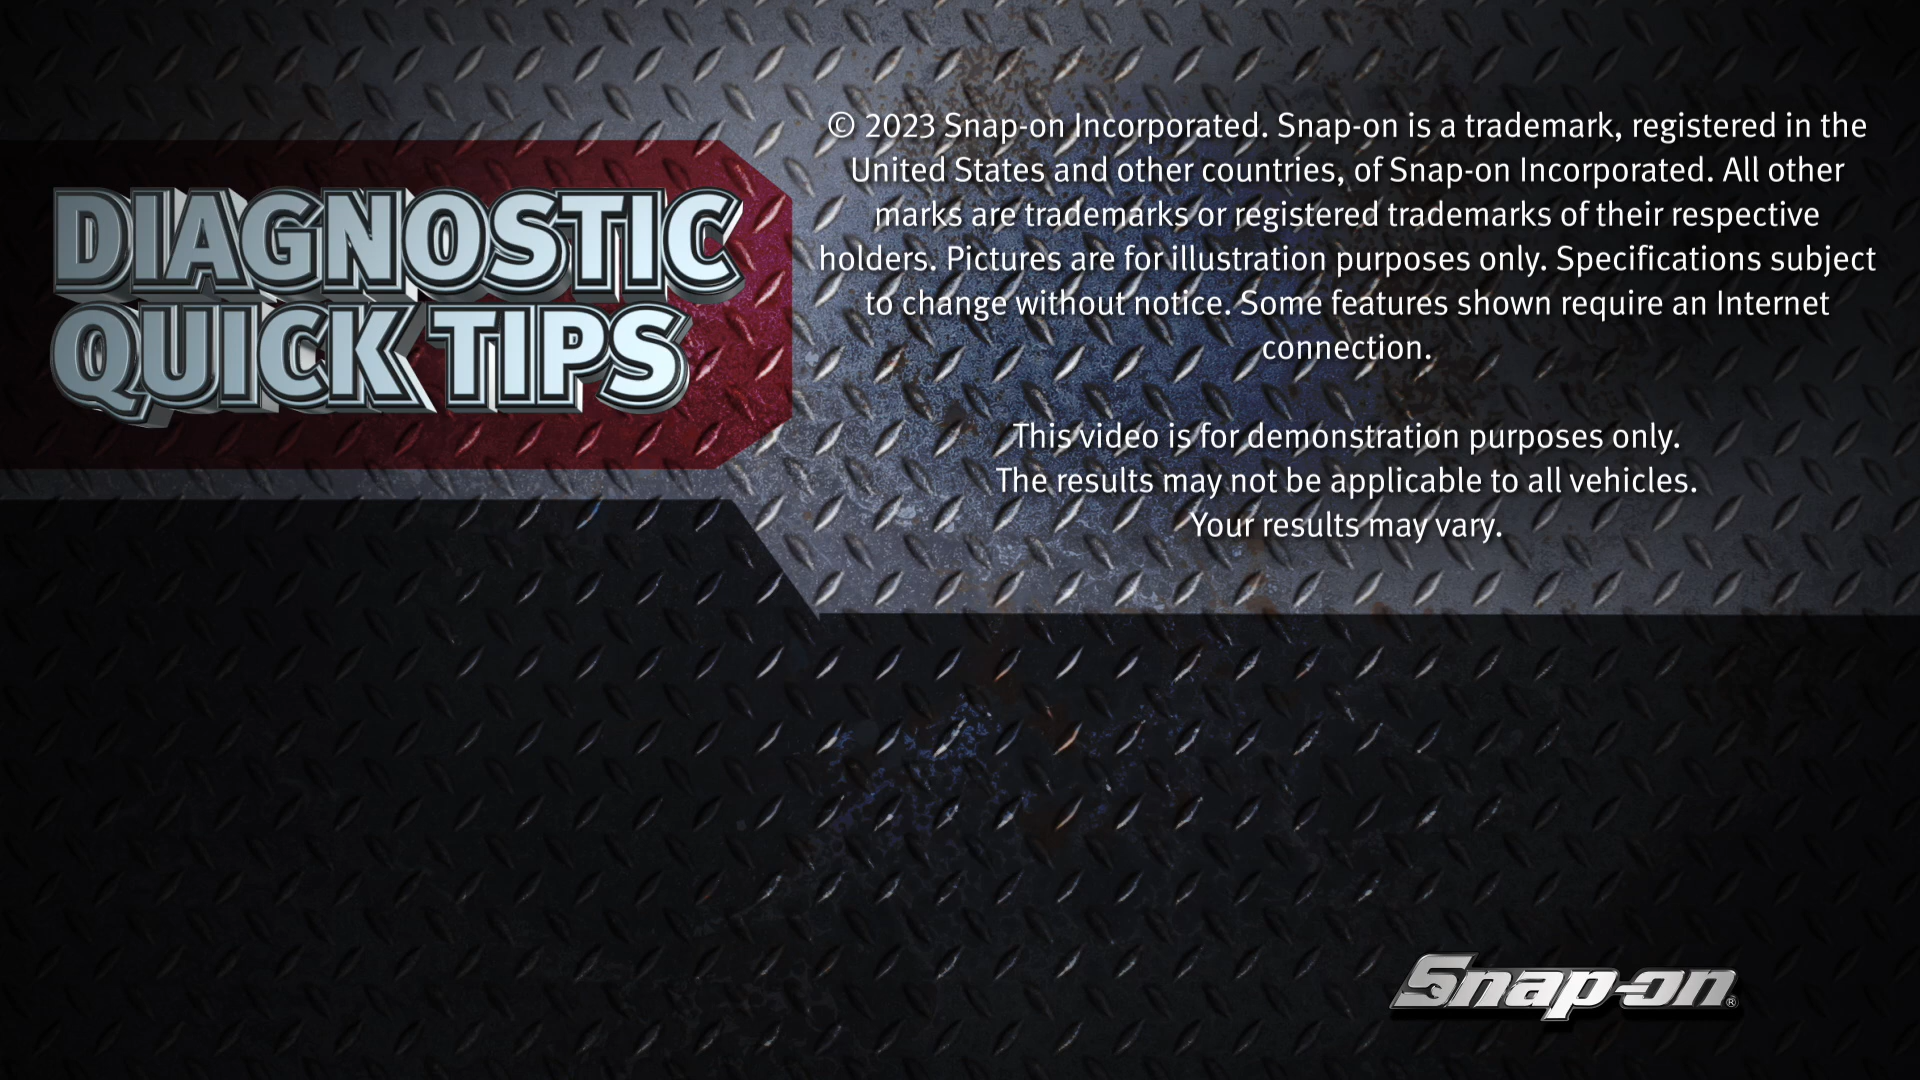 DIAGNOSTIC
QUICK TIPS
© 2023 Snap-on Incorporated. Snap-on is a trademark, registered in the
United States and other countries, of Snap-on Incorporated. All other
marks are trademarks or registered trademarks of their respective
holders. Pictures are for illustration purposes only. Specifications subject
to change without notice. Some features shown require an Internet
connection.
This video is for demonstration purposes only.
The results may not be applicable to all vehicles.
Your results may vary.
Snap-on®